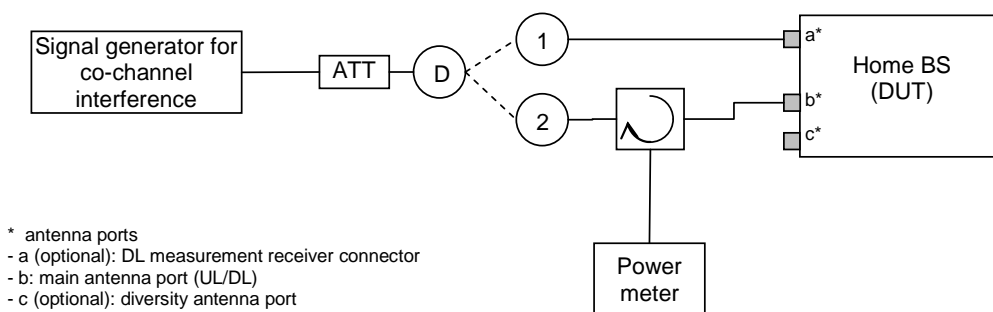 Signal generator for
co-channel
interference
ATT
D
1
2
a*
b*
c*
Home BS
(DUT)
Power
meter
* antenna ports
- a (optional): DL measurement receiver connector
- b: main antenna port (UL/DL)
- c (optional): diversity antenna port